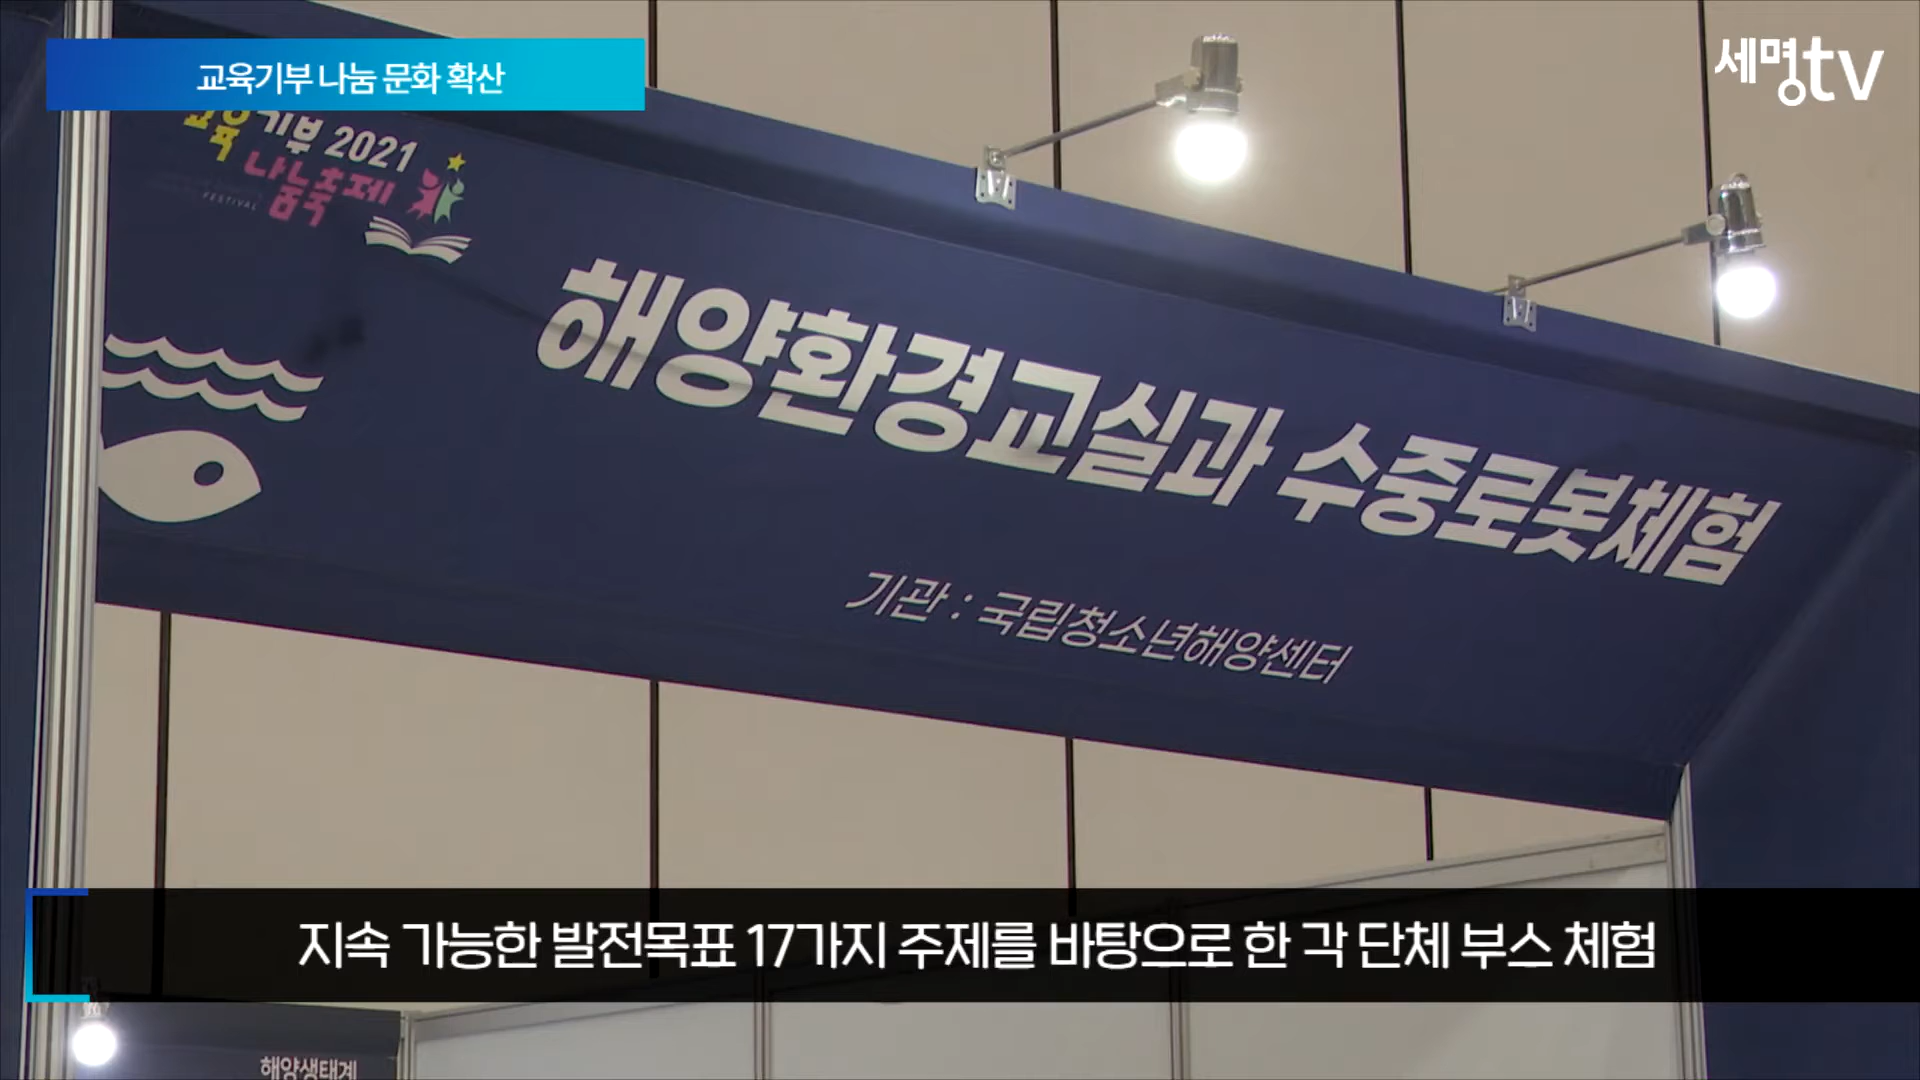 교육기부 나눔 문화 확산
세명tv
교육기부 2021
나눔축제
FESTIVAL
해양환경교실과 수중로봇체험
기관 : 국립청소년해양센터
지속 가능한 발전목표 17가지 주제를 바탕으로 한 각 단체 부스 체험
해양생태계